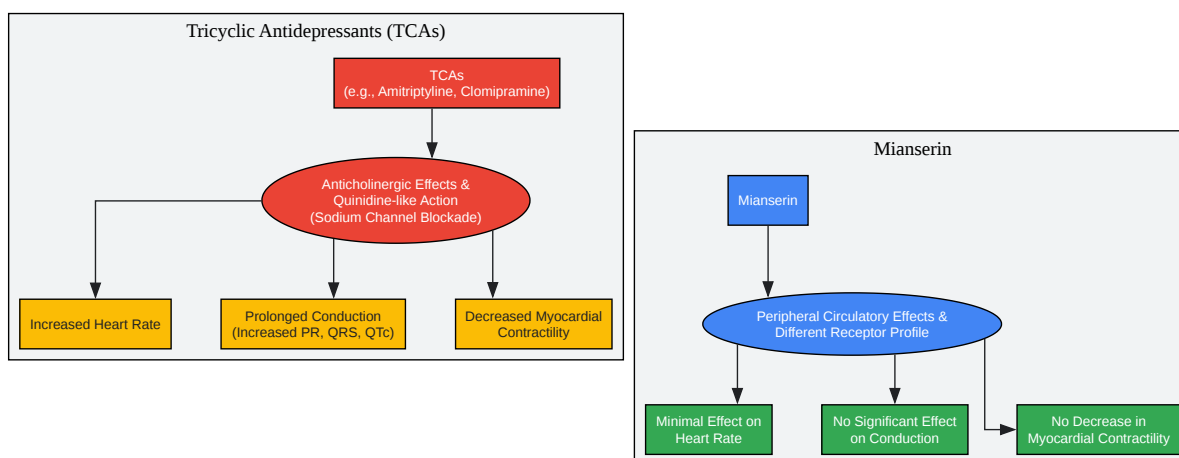 Tricyclic Antidepressants (TCAs)
TCAs
(e.g., Amitriptyline, Clomipramine)
Anticholinergic Effects &
Quinidine-like Action
(Sodium Channel Blockade)
Increased Heart Rate
Prolonged Conduction
(Increased PR, QRS, QTc)
Decreased Myocardial
Contractility
Mianserin
Mianserin
Peripheral Circulatory Effects &
Different Receptor Profile
Minimal Effect on
Heart Rate
No Significant Effect
on Conduction
No Decrease in
Myocardial Contractility